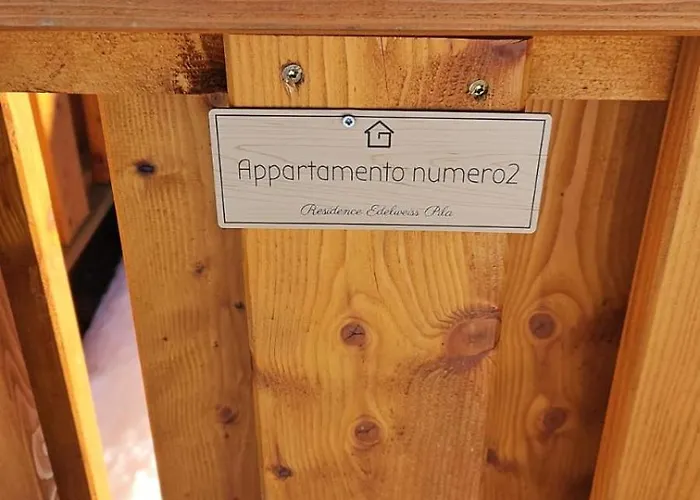 Appartamento numero2
Residence Edelweiss Pila